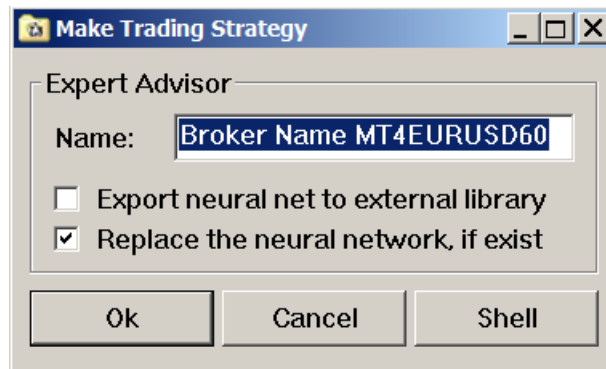 Make Trading Strategy
Expert Advisor
Name: Broker Name MT4EURUSD60
Export neural net to external library
Replace the neural network, if exist
Ok Cancel Shell